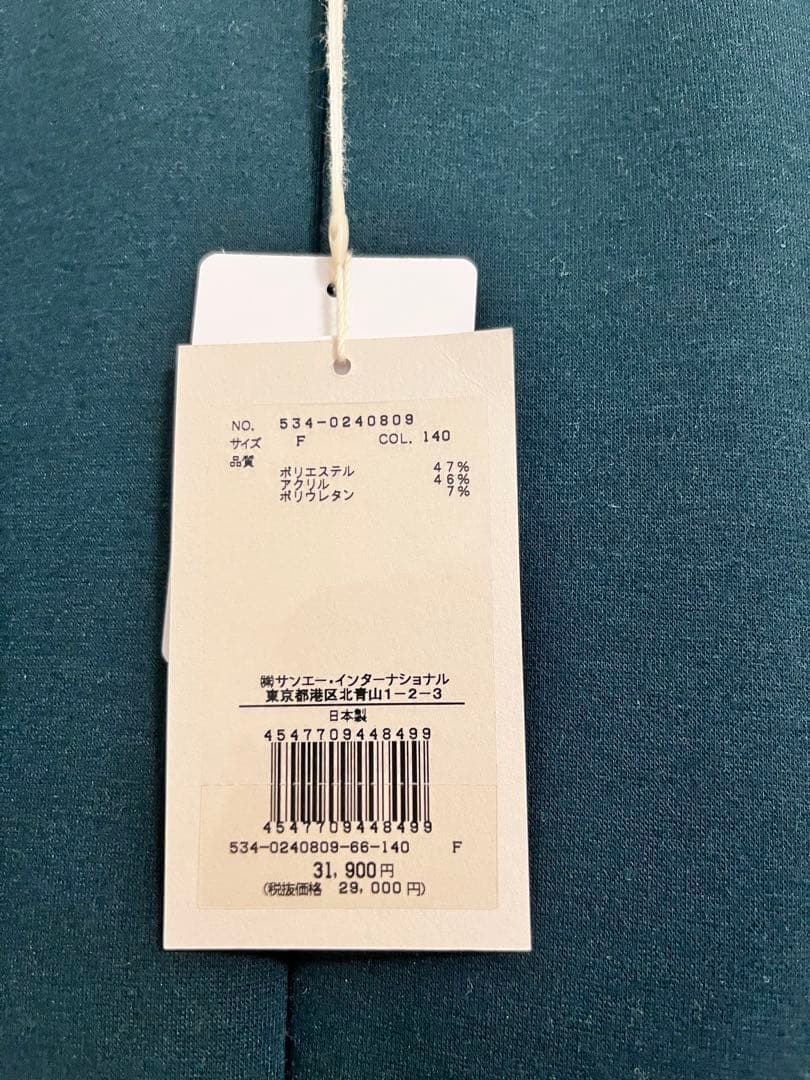 NO. 534-0240809
サイズ F COL. 140
品質
ポリエステル 47%
アクリル 46%
ポリウレタン 7%
㈱サンエー・インターナショナル
東京都港区北青山1-2-3
日本製
4547709448499
4547709448499
534-0240809-66-140 F
31,900円
(税抜価格 29,000円)